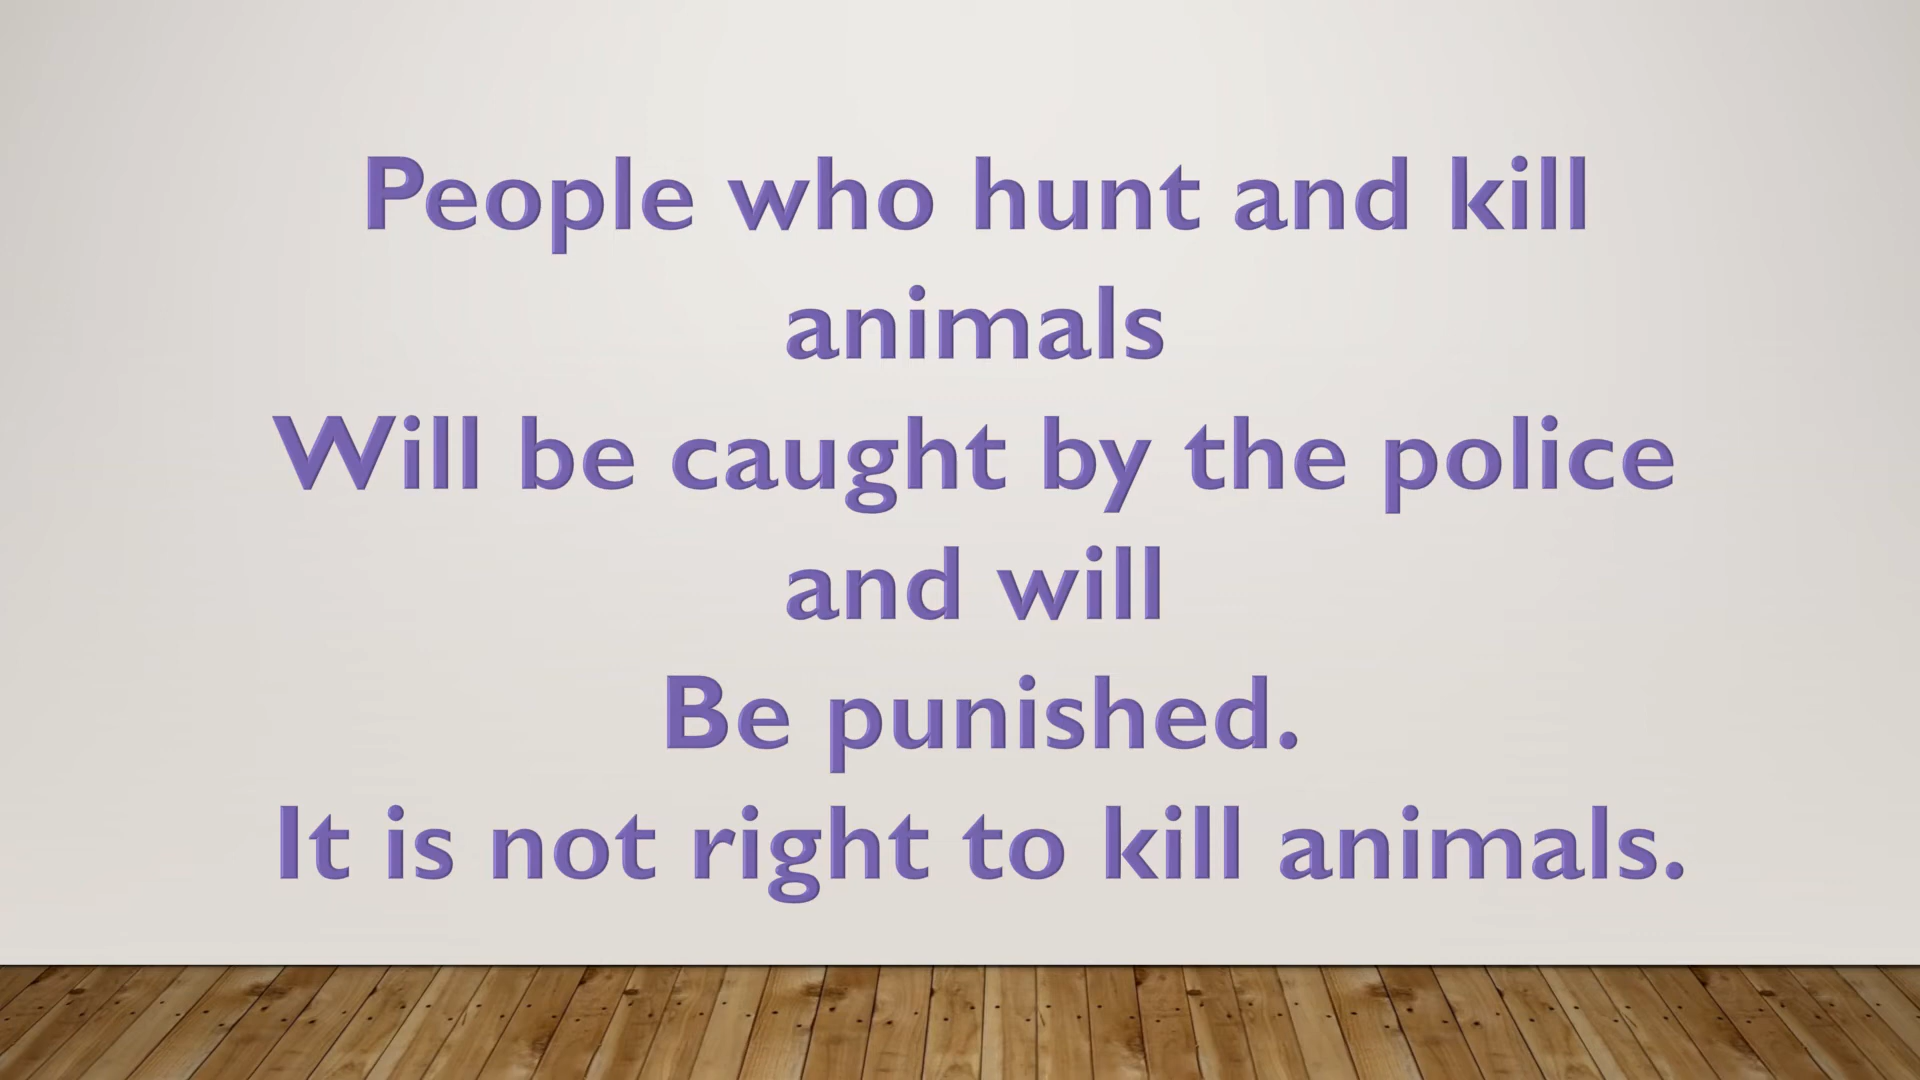 People who hunt and kill
animals
Will be caught by the police
and will
Be punished.
It is not right to kill animals.